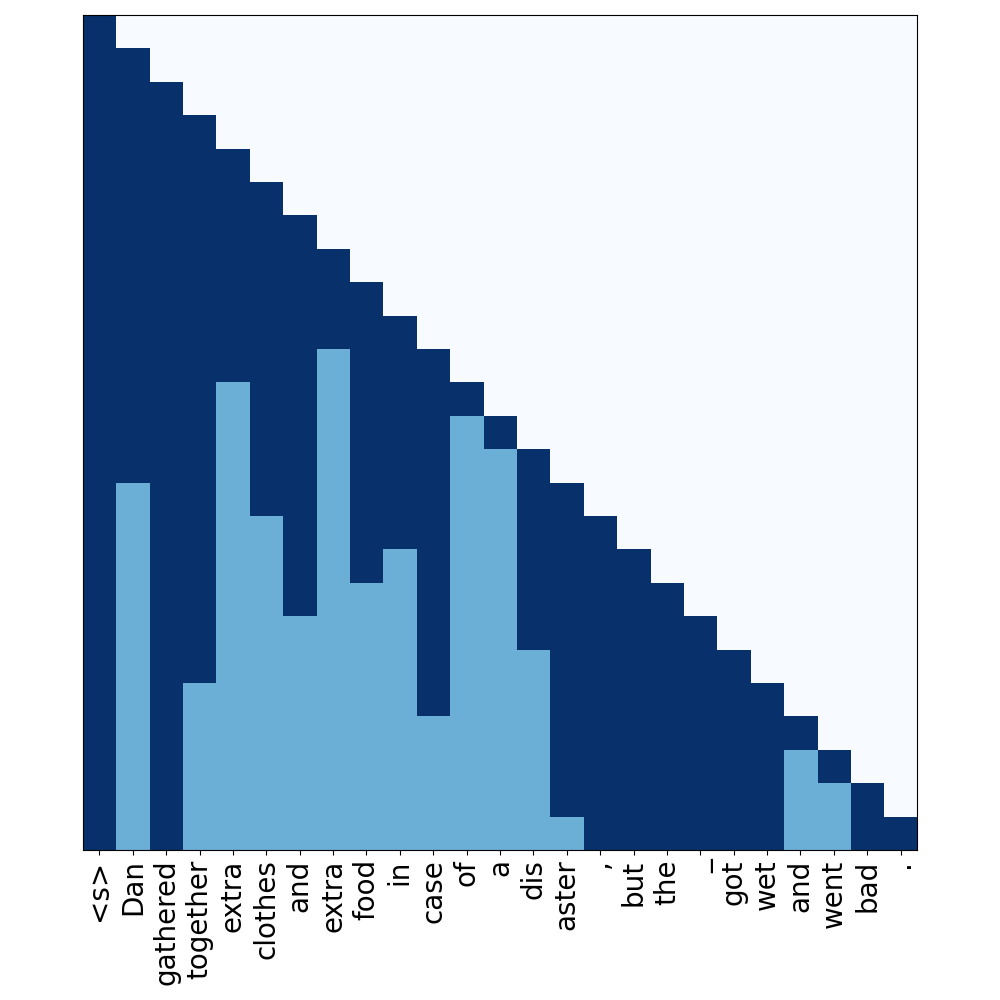 <s>
Dan
gathered
together
extra
clothes
and
extra
food
in
case
of
a
dis
aster
,
but
the
_
got
wet
and
went
bad
.